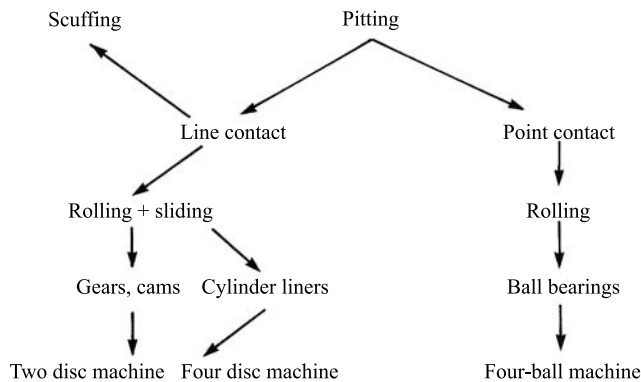 Scuffing
Pitting
Line contact
Point contact
Rolling + sliding
Rolling
Gears, cams
Cylinder liners
Ball bearings
Two disc machine
Four disc machine
Four-ball machine